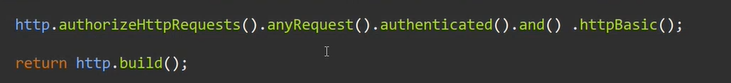 http.authorizeHttpRequests().anyRequest().authenticated().and() .httpBasic();
return http.build();